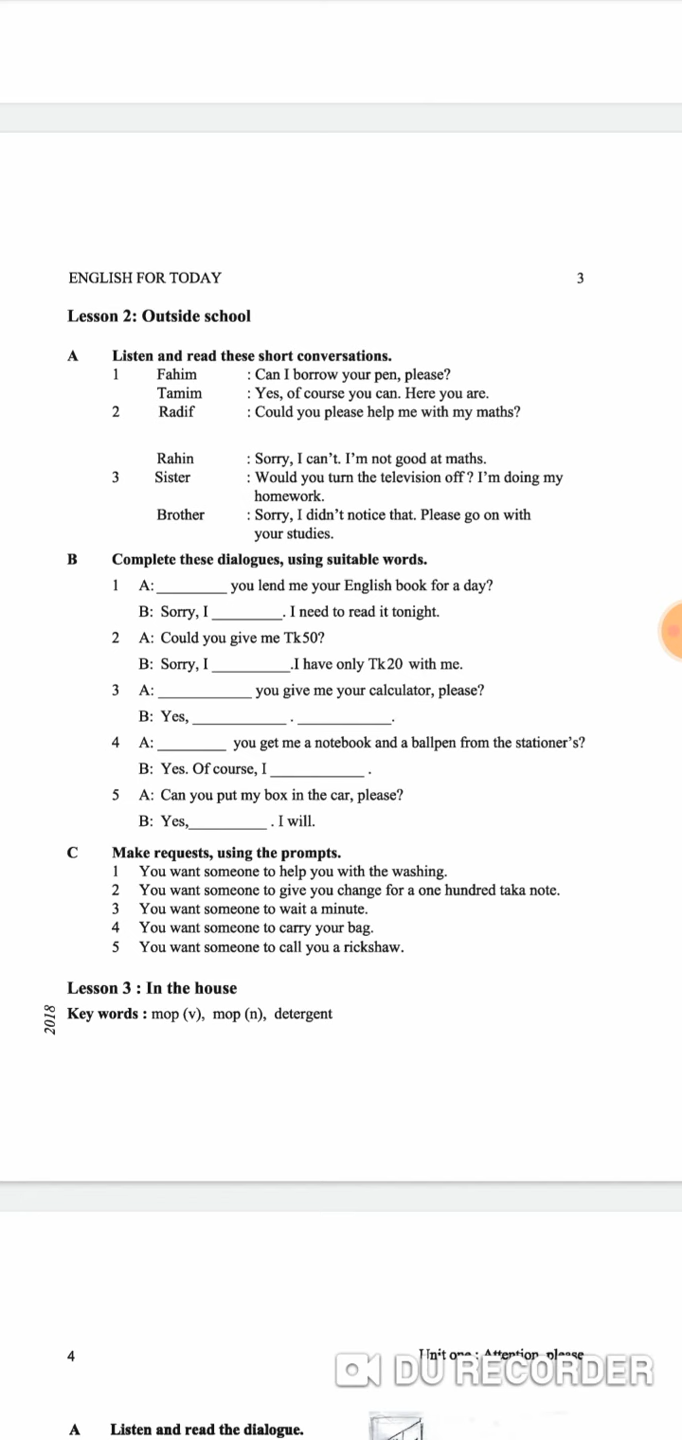 ENGLISH FOR TODAY 3
Lesson 2: Outside school
A Listen and read these short conversations.
1 Fahim : Can I borrow your pen, please?
Tamim : Yes, of course you can. Here you are.
2 Radif : Could you please help me with my maths?
Rahin : Sorry, I can't. I'm not good at maths.
3 Sister : Would you turn the television off? I'm doing my
homework.
Brother : Sorry, I didn't notice that. Please go on with
your studies.
B Complete these dialogues, using suitable words.
1 A:_________ you lend me your English book for a day?
B: Sorry, I _________. I need to read it tonight.
2 A: Could you give me Tk50?
B: Sorry, I __________.I have only Tk20 with me.
3 A: ____________ you give me your calculator, please?
B: Yes, ____________ . ____________.
4 A:_________ you get me a notebook and a ballpen from the stationer's?
B: Yes. Of course, I ____________ .
5 A: Can you put my box in the car, please?
B: Yes,__________ . I will.
C Make requests, using the prompts.
1 You want someone to help you with the washing.
2 You want someone to give you change for a one hundred taka note.
3 You want someone to wait a minute.
4 You want someone to carry your bag.
5 You want someone to call you a rickshaw.
Lesson 3 : In the house
2018
Key words : mop (v), mop (n), detergent
4 Unit one : Attention, please
DU RECORDER
A Listen and read the dialogue.